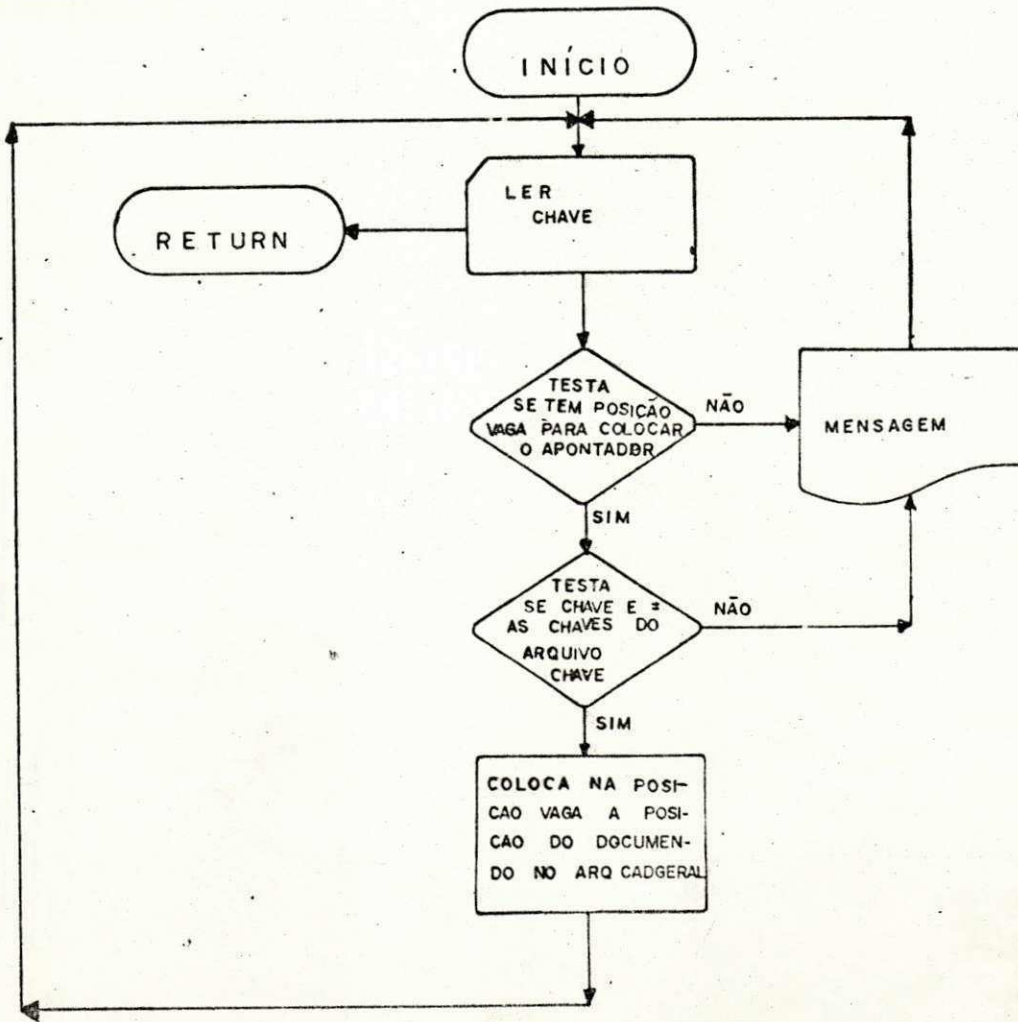 INÍCIO
LER
CHAVE
RETURN
TESTA
SE TEM POSIÇÃO
VAGA PARA COLOCAR
O APONTADOR
NÃO
MENSAGEM
SIM
TESTA
SE CHAVE E =
AS CHAVES DO
ARQUIVO
CHAVE
NÃO
SIM
COLOCA NA POSI-
CAO VAGA A POSI-
CAO DO DOCUMEN-
DO NO ARQ CADGERAL